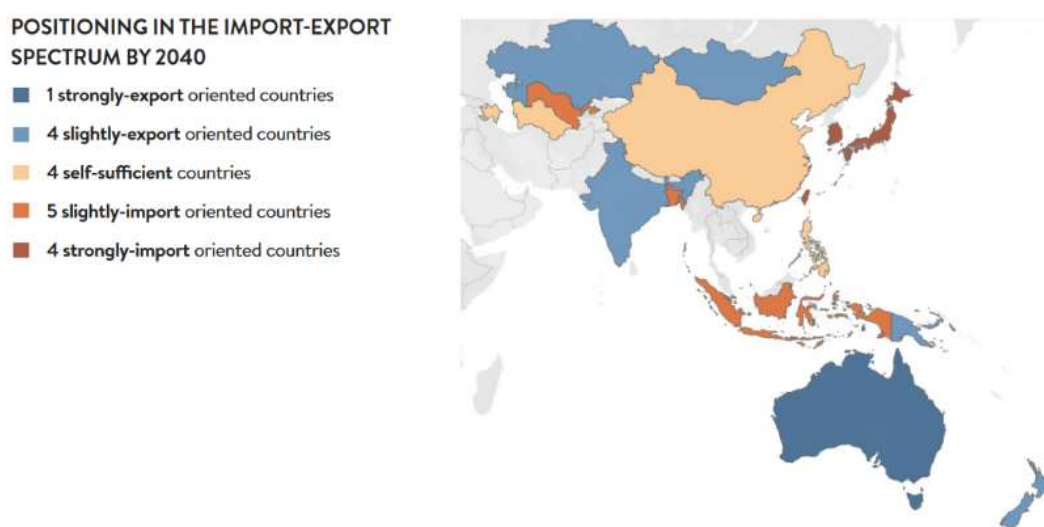 POSITIONING IN THE IMPORT-EXPORT
SPECTRUM BY 2040
1 strongly-export oriented countries
4 slightly-export oriented countries
4 self-sufficient countries
5 slightly-import oriented countries
4 strongly-import oriented countries